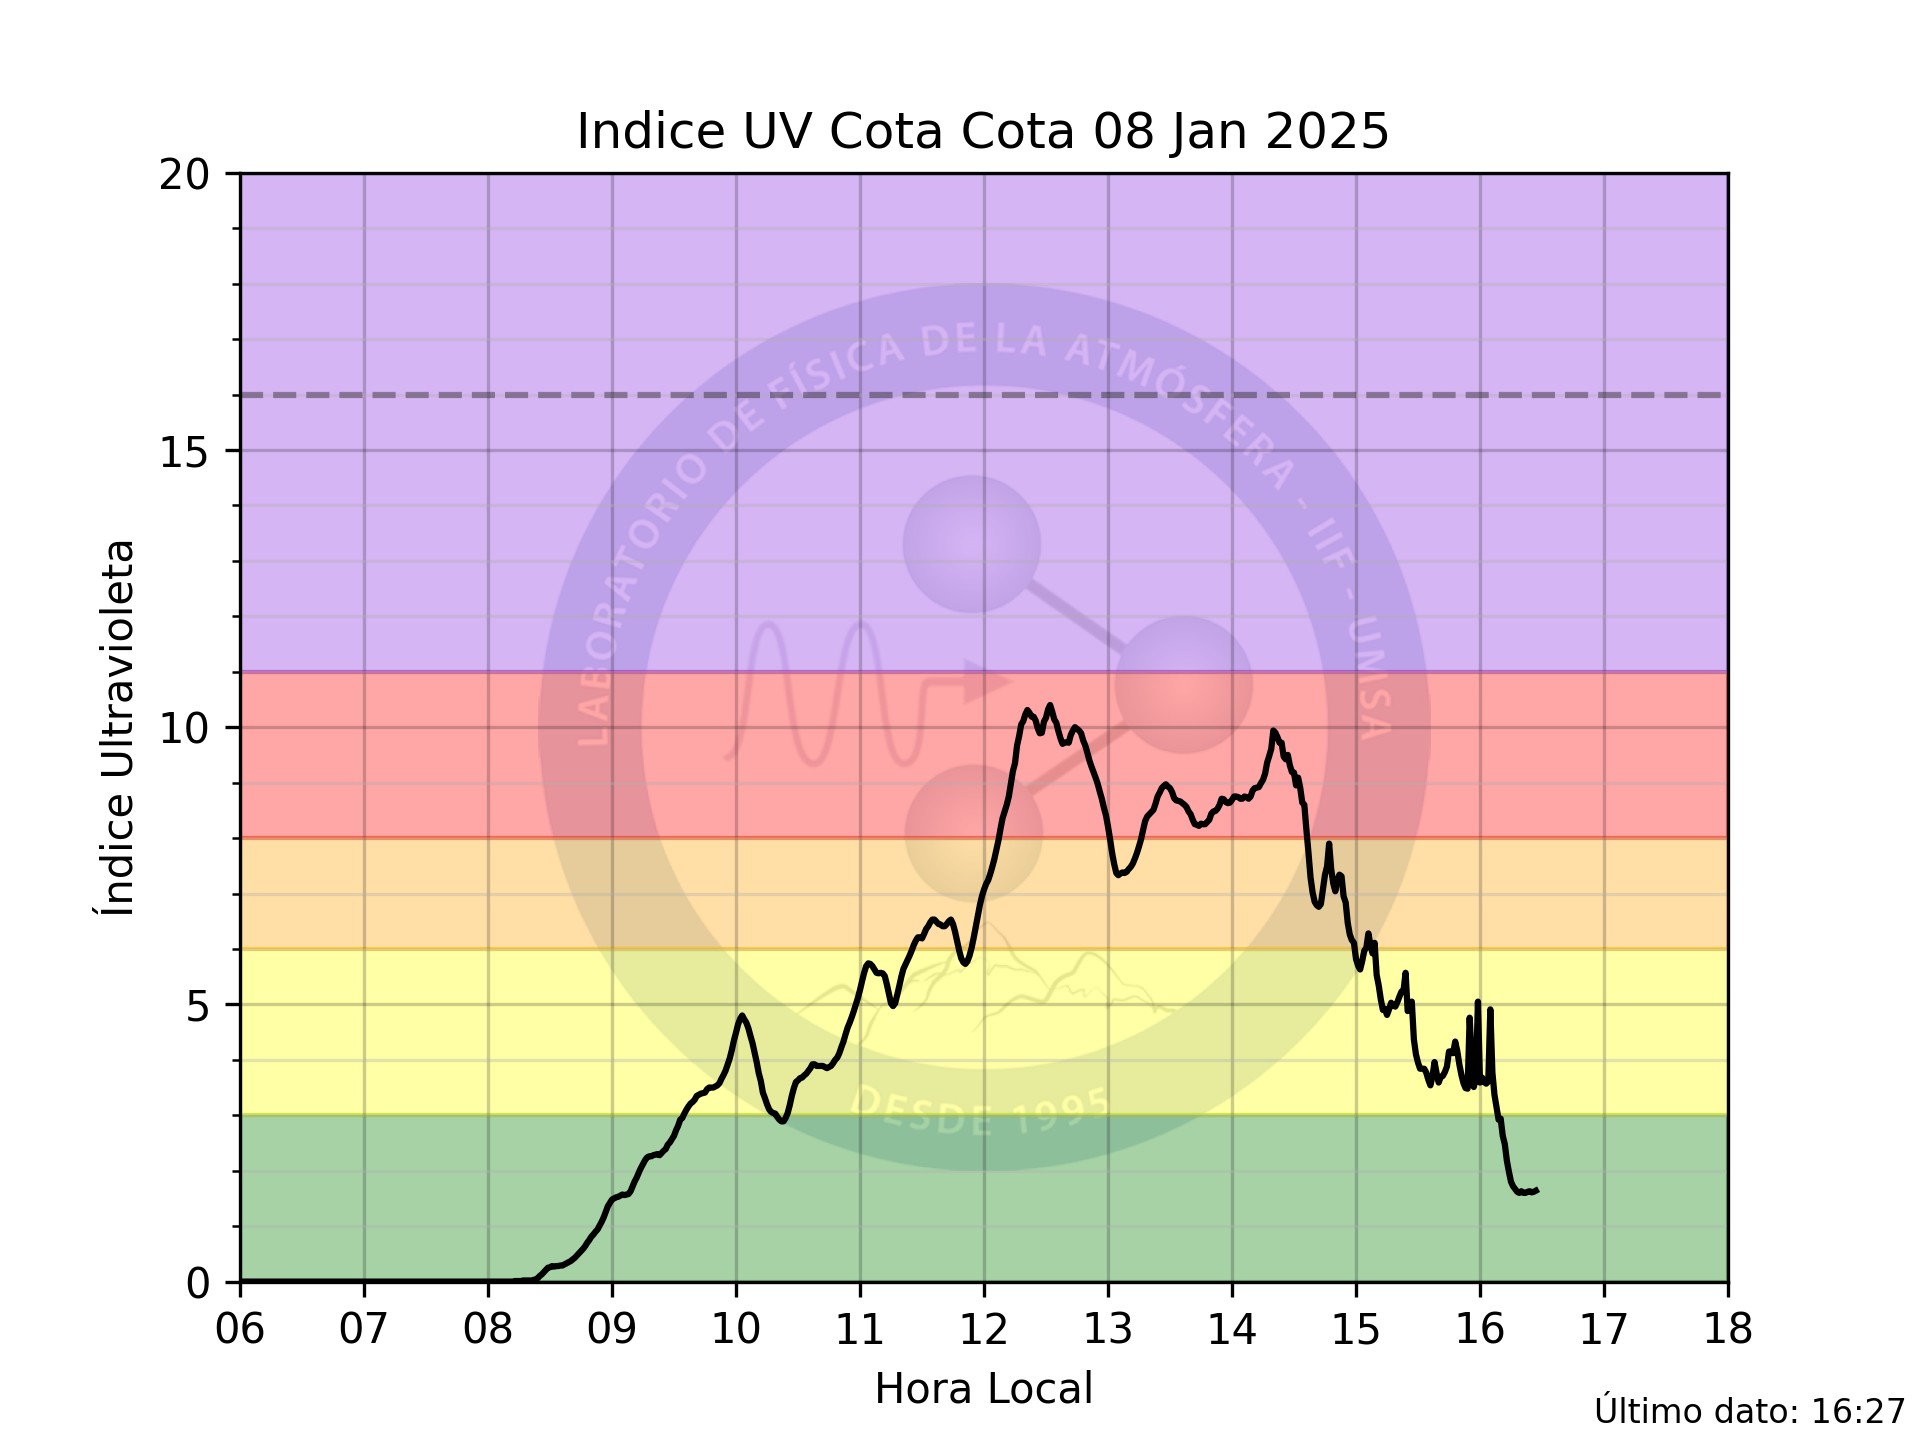 Indice UV Cota Cota 08 Jan 2025
20
15
10
5
0
Índice Ultravioleta
LABORATORIO DE FÍSICA DE LA ATMÓSFERA - IIF - UMSA
DESDE 1995
06 07 08 09 10 11 12 13 14 15 16 17 18
Hora Local
Último dato: 16:27